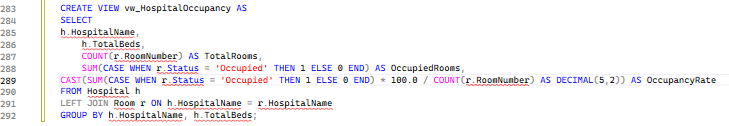 283 CREATE VIEW vw_HospitalOccupancy AS
284 SELECT
285 h.HospitalName,
286 h.TotalBeds,
287 COUNT(r.RoomNumber) AS TotalRooms,
288 SUM(CASE WHEN r.Status = 'Occupied' THEN 1 ELSE 0 END) AS OccupiedRooms,
289 CAST(SUM(CASE WHEN r.Status = 'Occupied' THEN 1 ELSE 0 END) * 100.0 / COUNT(r.RoomNumber) AS DECIMAL(5,2)) AS OccupancyRate
290 FROM Hospital h
291 LEFT JOIN Room r ON h.HospitalName = r.HospitalName
292 GROUP BY h.HospitalName, h.TotalBeds;